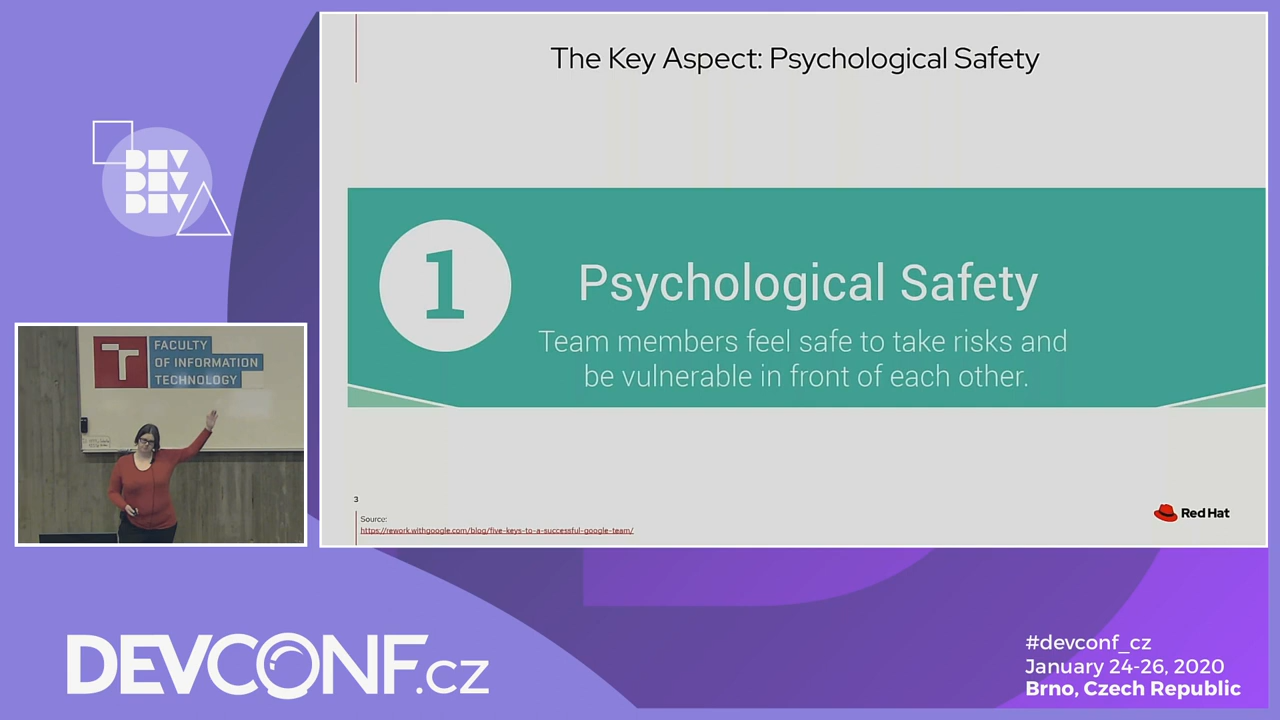 The Key Aspect: Psychological Safety
DEV
DEV
DEV
1
Psychological Safety
Team members feel safe to take risks and
be vulnerable in front of each other.
FACULTY
OF INFORMATION
TECHNOLOGY
3
Source:
https://rework.withgoogle.com/blog/five-keys-to-a-successful-google-team/
Red Hat
DEVCONF.cz
#devconf_cz
January 24-26, 2020
Brno, Czech Republic